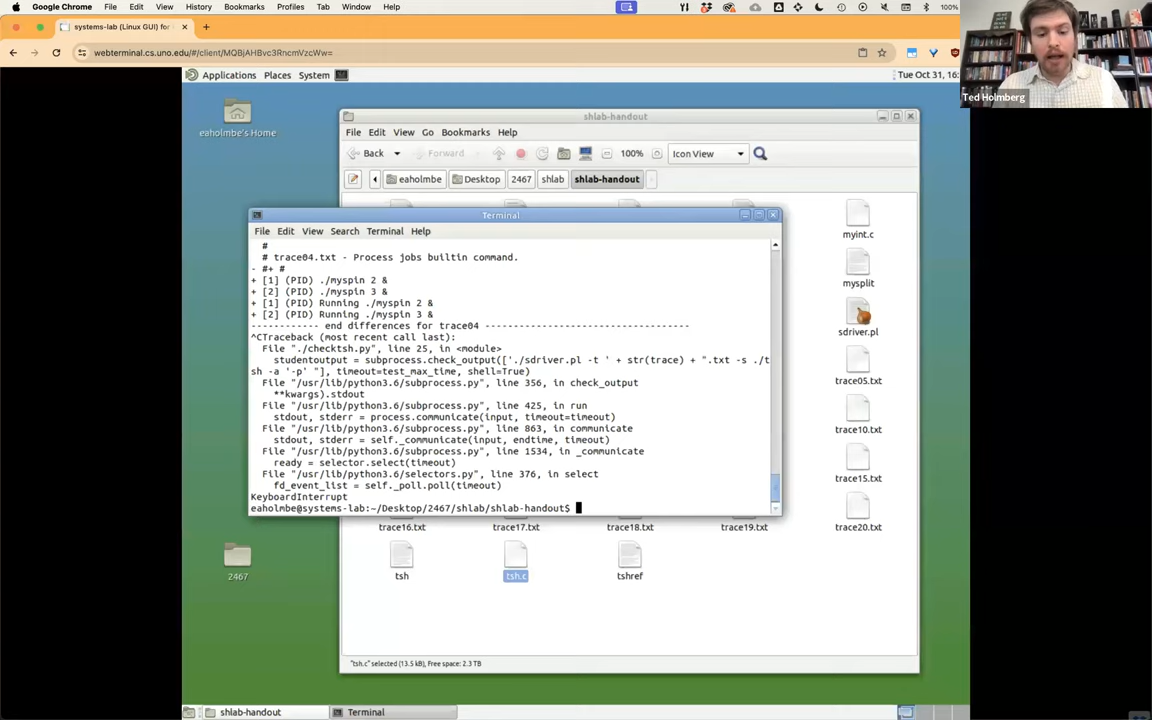 Google Chrome File Edit View History Bookmarks Profiles Tab Window Help 100%
systems-lab (Linux GUI) for
webterminal.cs.uno.edu/#/client/MQBjAHBvc3RncmVzcWw=
Ted Holmberg
Applications Places System Tue Oct 31, 16:
eaholmbe's Home
shlab-handout
File Edit View Go Bookmarks Help
Back Forward 100% Icon View
eaholmbe Desktop 2467 shlab shlab-handout
Terminal
File Edit View Search Terminal Help
#
# trace04.txt - Process jobs builtin command.
- #+ #
+ [1] (PID) ./myspin 2 &
+ [2] (PID) ./myspin 3 &
+ [1] (PID) Running ./myspin 2 &
+ [2] (PID) Running ./myspin 3 &
------------ end differences for trace04 ------------------------------------
^CTraceback (most recent call last):
File "./checktsh.py", line 25, in <module>
studentoutput = subprocess.check_output(['./sdriver.pl -t ' + str(trace) + ".txt -s ./t
sh -a '-p' "], timeout=test_max_time, shell=True)
File "/usr/lib/python3.6/subprocess.py", line 356, in check_output
**kwargs).stdout
File "/usr/lib/python3.6/subprocess.py", line 425, in run
stdout, stderr = process.communicate(input, timeout=timeout)
File "/usr/lib/python3.6/subprocess.py", line 863, in communicate
stdout, stderr = self._communicate(input, endtime, timeout)
File "/usr/lib/python3.6/subprocess.py", line 1534, in _communicate
ready = selector.select(timeout)
File "/usr/lib/python3.6/selectors.py", line 376, in select
fd_event_list = self._poll.poll(timeout)
KeyboardInterrupt
eaholmbe@systems-lab:~/Desktop/2467/shlab/shlab-handout$
myint.c
mysplit
sdriver.pl
trace05.txt
trace10.txt
trace15.txt
trace16.txt trace17.txt trace18.txt trace19.txt trace20.txt
2467
tsh tsh.c tshref
"tsh.c" selected (13.5 kB), Free space: 2.3 TB
shlab-handout Terminal